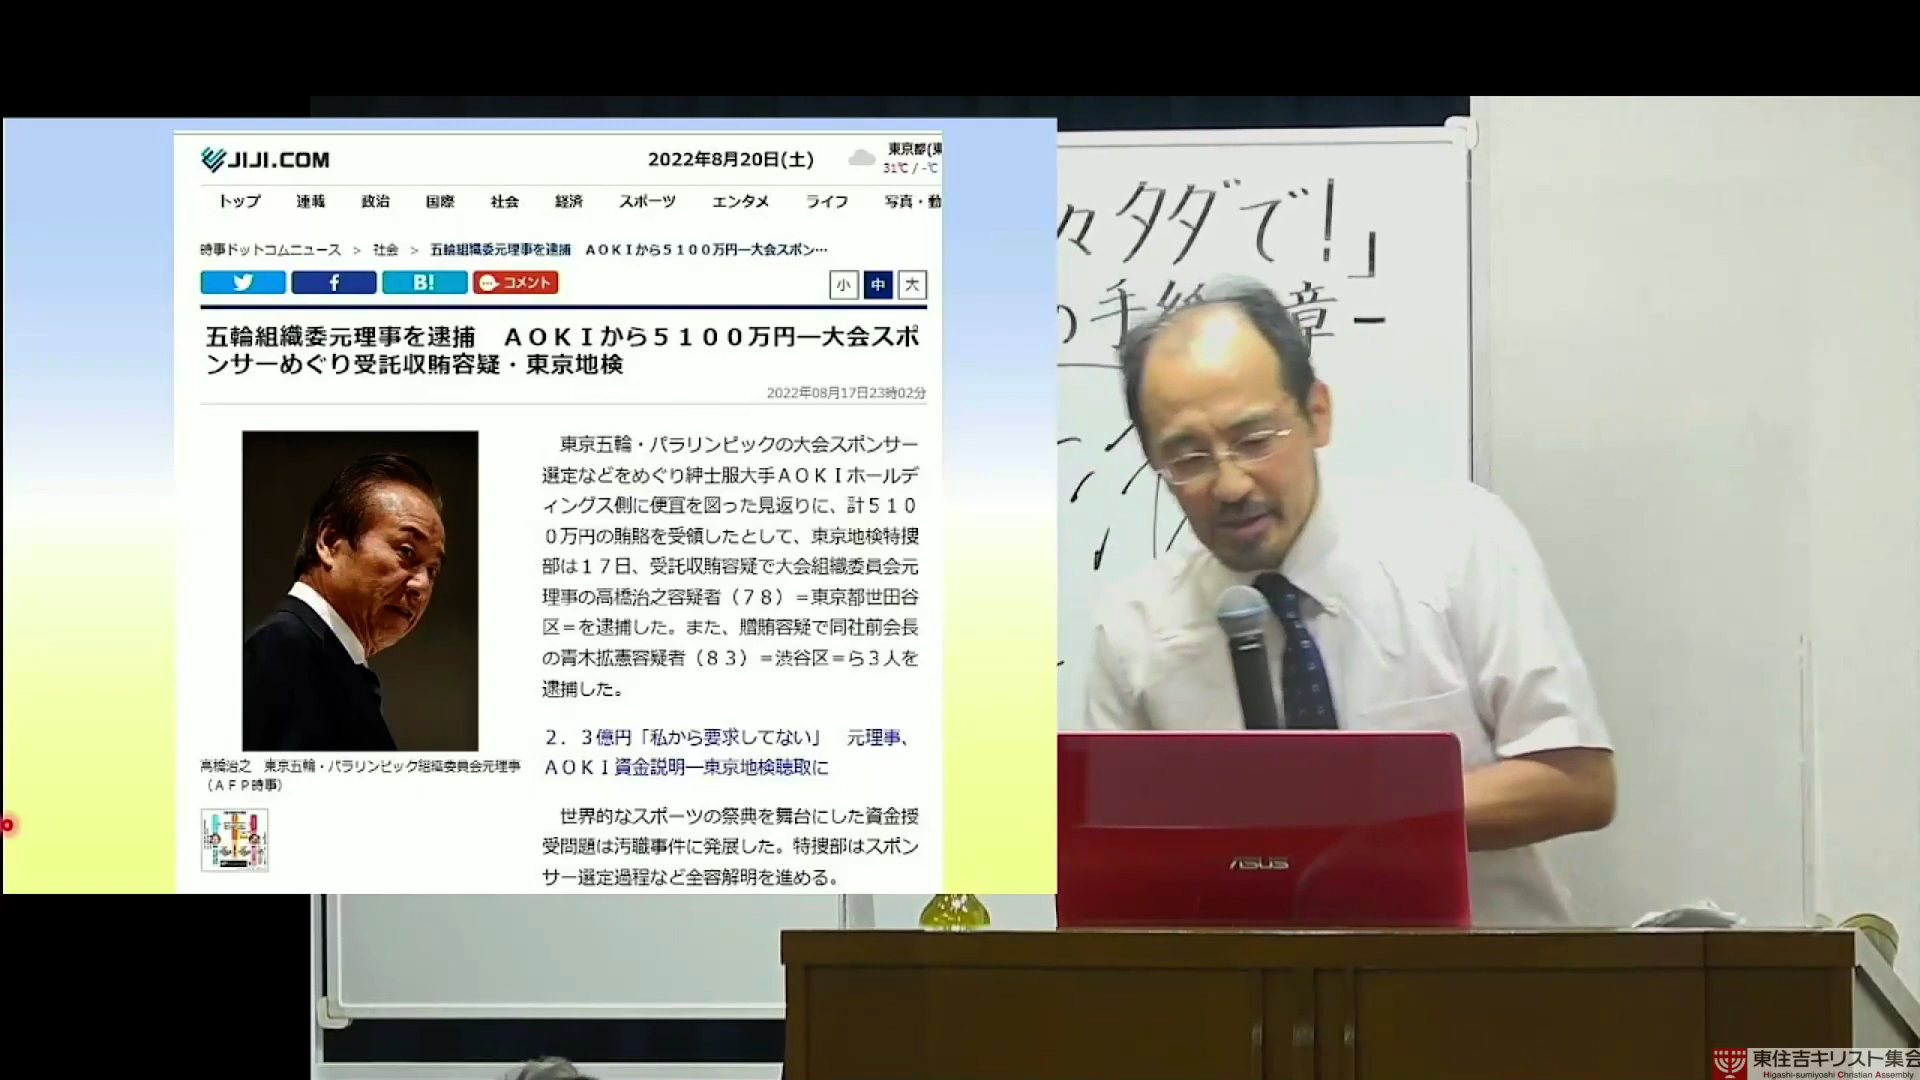 JIJI.COM
2022年8月20日(土)
東京都(東
31℃ / -℃
トップ 連載 政治 国際 社会 経済 スポーツ エンタメ ライフ 写真・動
時事ドットコムニュース > 社会 > 五輪組織委元理事を逮捕 AOKIから5100万円―大会スポン…
B! コメント
小 中 大
五輪組織委元理事を逮捕 AOKIから5100万円―大会スポ
ンサーめぐり受託収賄容疑・東京地検
2022年08月17日23時02分
東京五輪・パラリンピックの大会スポンサー
選定などをめぐり紳士服大手AOKIホールデ
ィングス側に便宜を図った見返りに、計510
0万円の賄賂を受領したとして、東京地検特捜
部は17日、受託収賄容疑で大会組織委員会元
理事の高橋治之容疑者(78)=東京都世田谷
区=を逮捕した。また、贈賄容疑で同社前会長
の青木拡憲容疑者(83)=渋谷区=ら3人を
逮捕した。
2.3億円「私から要求してない」 元理事、
AOKI資金説明―東京地検聴取に
世界的なスポーツの祭典を舞台にした資金授
受問題は汚職事件に発展した。特捜部はスポン
サー選定過程など全容解明を進める。
高橋治之 東京五輪・パラリンピック組織委員会元理事
(AFP時事)
々タダで!」
の手紙 章-
ASUS
東住吉キリスト集会
Higashi-sumiyoshi Christian Assembly